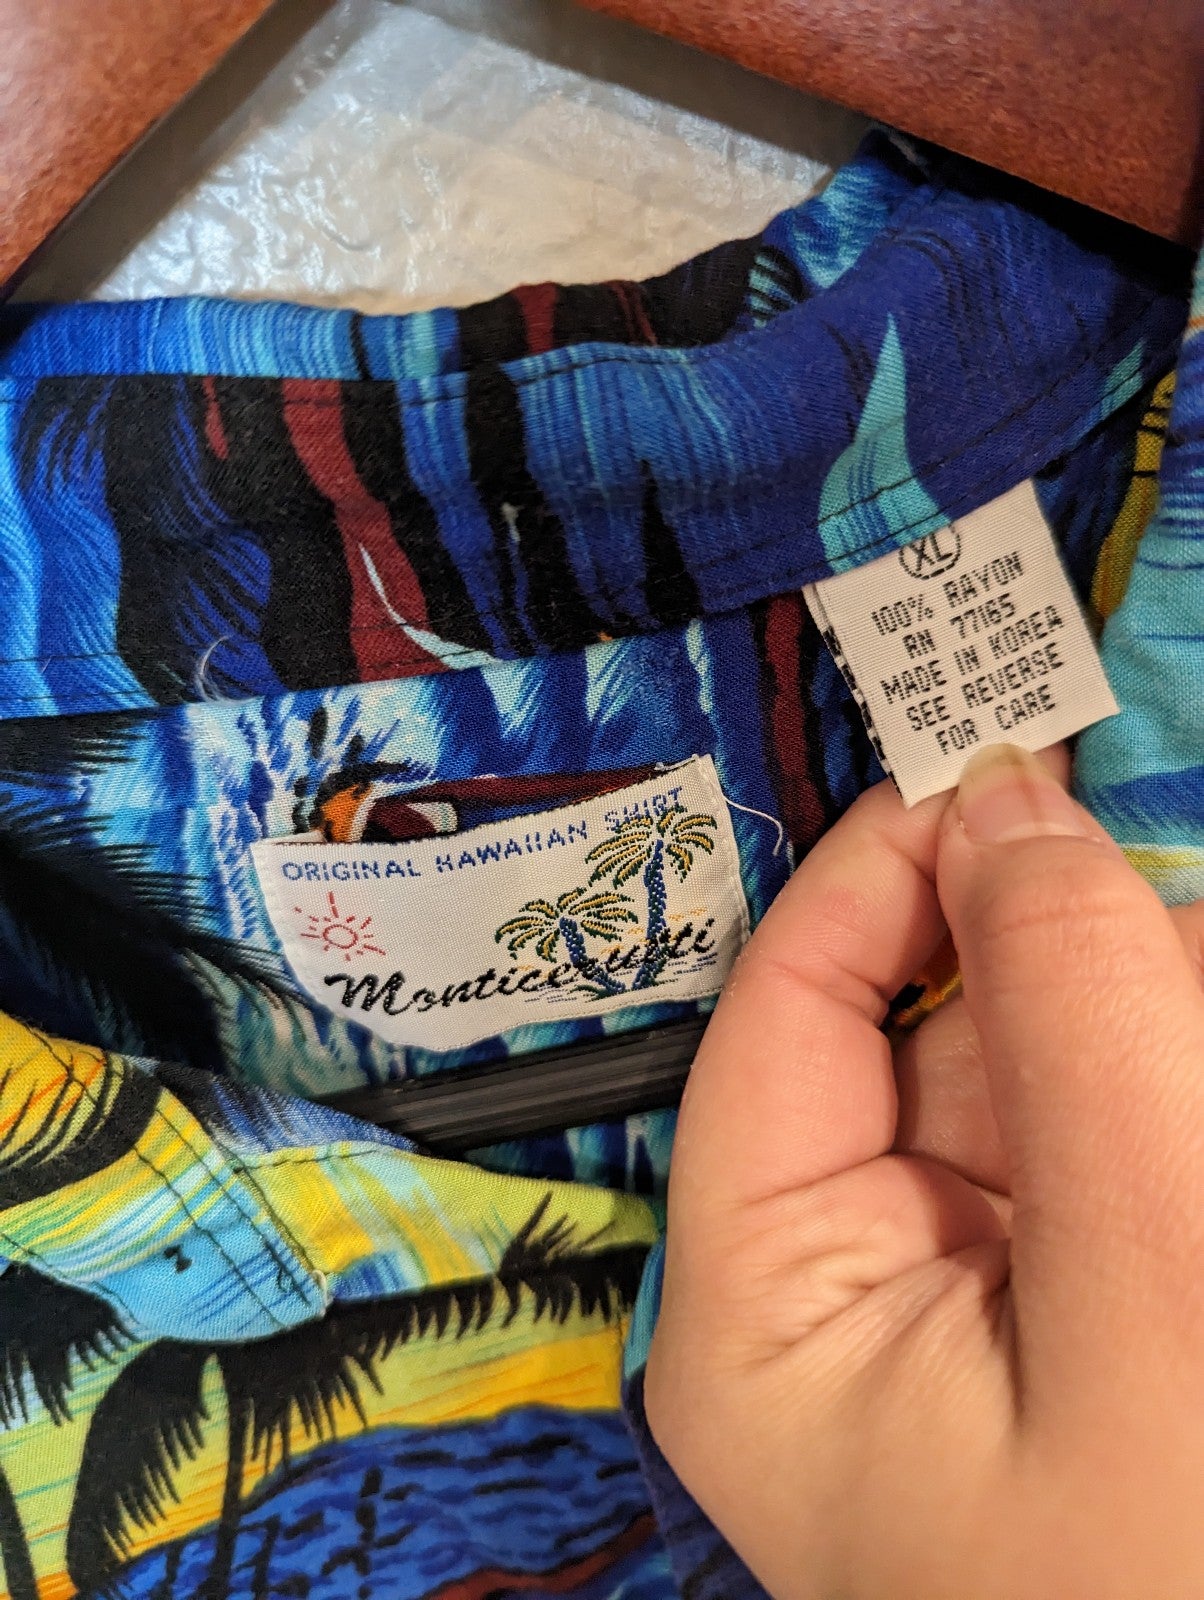 ORIGINAL HAWAIIAN SHIRT
XL
100% RAYON
RN 77165
MADE IN KOREA
SEE REVERSE
FOR CARE